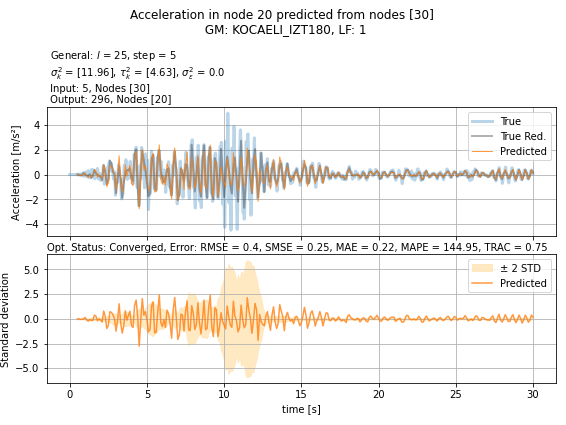 Acceleration in node 20 predicted from nodes [30]
GM: KOCAELI_IZT180, LF: 1
General: l = 25, step = 5
σ²ₖ = [11.96], τ²ₖ = [4.63], σ²ε = 0.0
Input: 5, Nodes [30]
Output: 296, Nodes [20]
Acceleration [m/s²]
4
2
0
−2
−4
True
True Red.
Predicted
Opt. Status: Converged, Error: RMSE = 0.4, SMSE = 0.25, MAE = 0.22, MAPE = 144.95, TRAC = 0.75
Standard deviation
5.0
2.5
0.0
−2.5
−5.0
± 2 STD
Predicted
0 5 10 15 20 25 30
time [s]